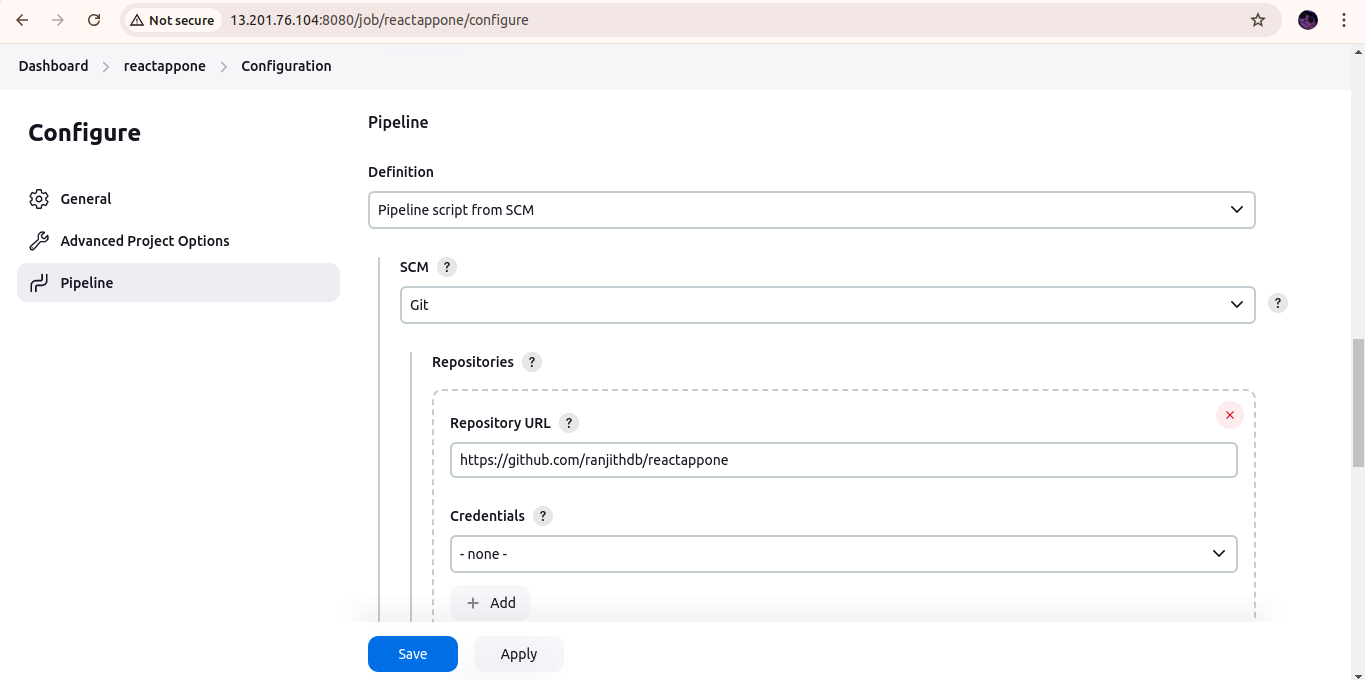 Not secure 13.201.76.104:8080/job/reactappone/configure
Dashboard reactappone Configuration
Configure
General
Advanced Project Options
Pipeline
Pipeline
Definition
Pipeline script from SCM
SCM ?
Git
?
Repositories ?
Repository URL ?
https://github.com/ranjithdb/reactappone
Credentials ?
- none -
+ Add
Save Apply